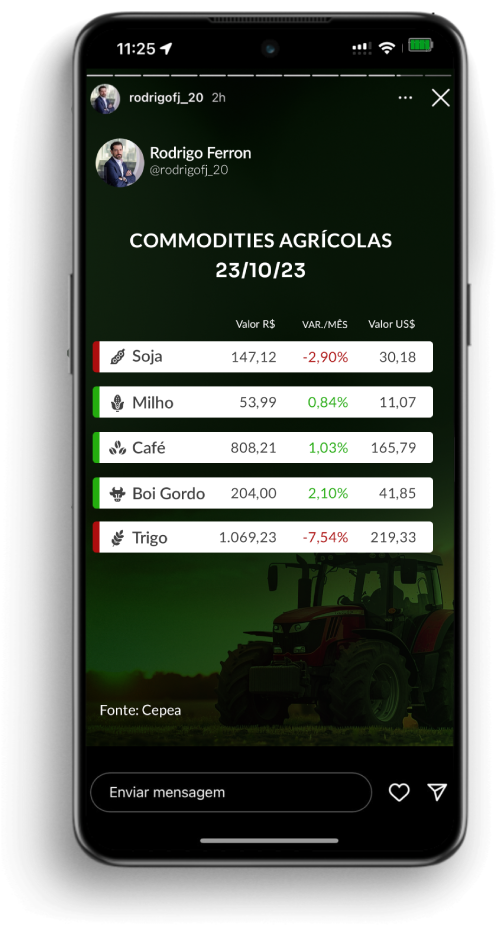 11:25
rodrigofj_20 2h
Rodrigo Ferron
@rodrigofj_20
COMMODITIES AGRÍCOLAS
23/10/23
Valor R$ VAR./MÊS Valor US$
Soja 147,12 -2,90% 30,18
Milho 53,99 0,84% 11,07
Café 808,21 1,03% 165,79
Boi Gordo 204,00 2,10% 41,85
Trigo 1.069,23 -7,54% 219,33
Fonte: Cepea
Enviar mensagem